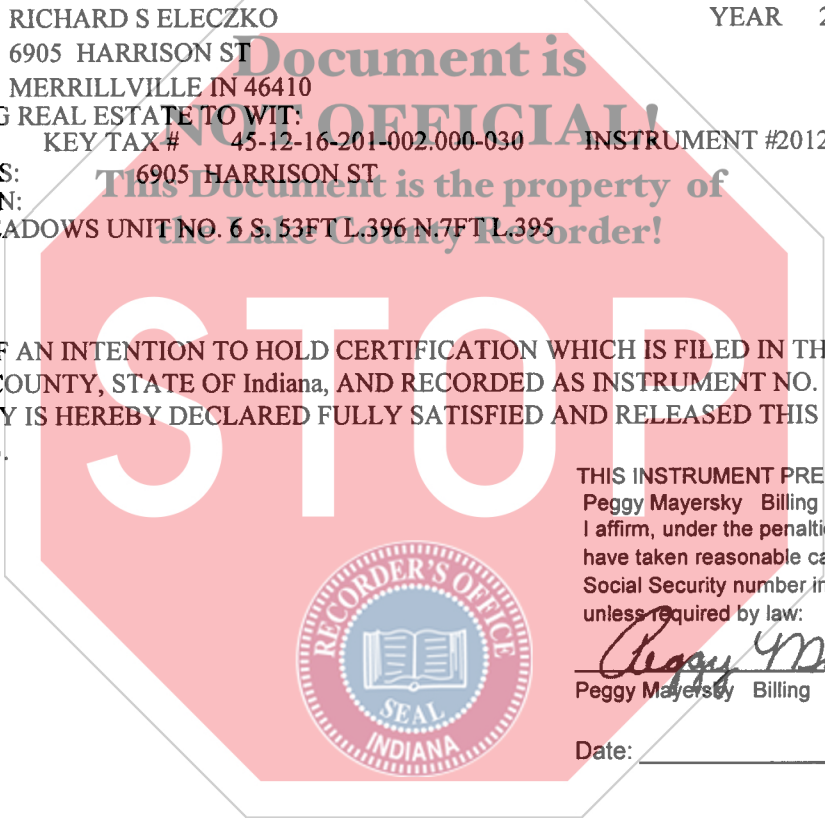 RICHARD S ELECZKO YEAR 2
6905 HARRISON ST
Document is
MERRILLVILLE IN 46410
G REAL ESTATE TO WIT:
NOT OFFICIAL!
KEY TAX # 45-12-16-201-002.000-030 INSTRUMENT #2012
S: 6905 HARRISON ST
This Document is the property of
N:
EADOWS UNIT NO. 6 S. 53FT L.396 N.7FT L.395
the Lake County Recorder!
STOP
F AN INTENTION TO HOLD CERTIFICATION WHICH IS FILED IN TH
COUNTY, STATE OF Indiana, AND RECORDED AS INSTRUMENT NO.
Y IS HEREBY DECLARED FULLY SATISFIED AND RELEASED THIS
.
THIS INSTRUMENT PRE
Peggy Mayersky Billing
I affirm, under the penalti
have taken reasonable ca
Social Security number in
unless required by law:
Peggy M
Peggy Mayersky Billing
Date:
RECORDER'S OFFICE
SEAL
INDIANA